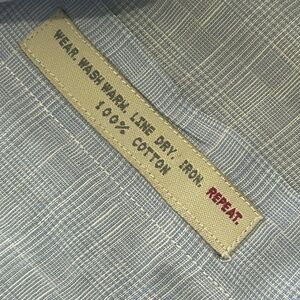 WEAR. WASH WARM. LINE DRY. IRON. REPEAT.
100% COTTON